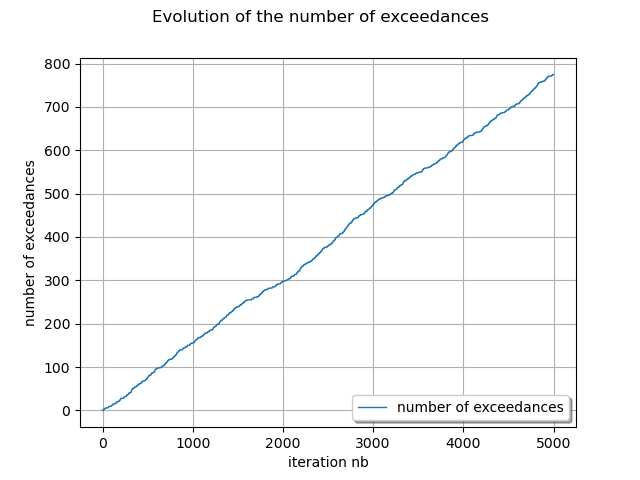 Evolution of the number of exceedances
800
700
600
500
400
300
200
100
0
number of exceedances
number of exceedances
0 1000 2000 3000 4000 5000
iteration nb